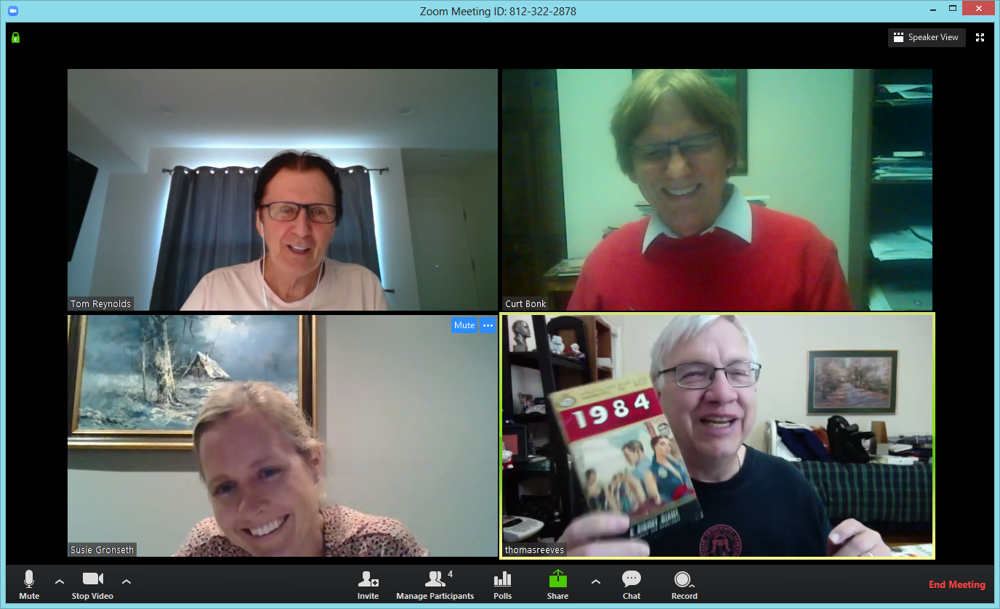 Zoom Meeting ID: 812-322-2878
E
Speaker View
Tom Reynolds
Curt Bonk
Mute
Susie Gronseth
1984
thomasreeves
Mute
Stop Video
Invite
4
Manage Participants
Polls
Share
Chat
Record
End Meeting